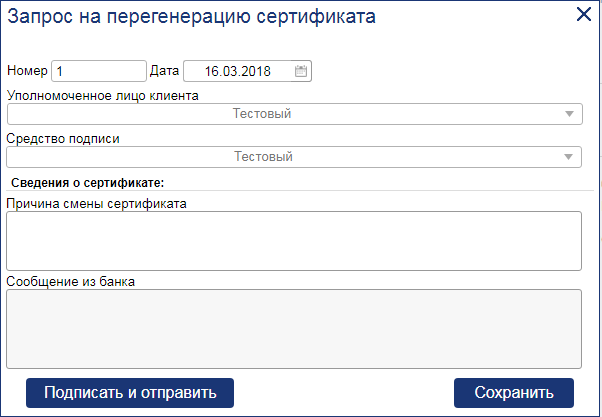 Запрос на перегенерацию сертификата
Номер 1 Дата 16.03.2018
Уполномоченное лицо клиента
Тестовый
Средство подписи
Тестовый
Сведения о сертификате:
Причина смены сертификата
Сообщение из банка
Подписать и отправить Сохранить